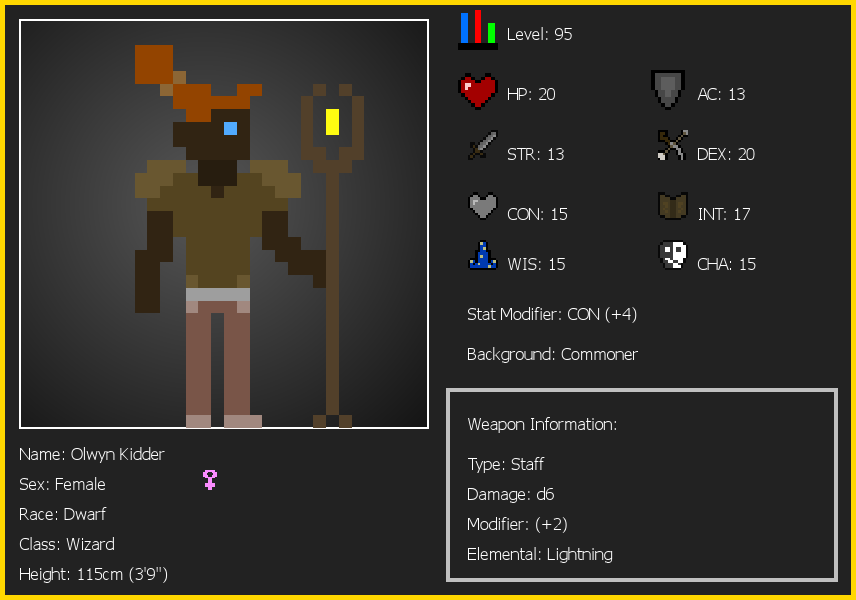 Level: 95
HP: 20
AC: 13
STR: 13
DEX: 20
CON: 15
INT: 17
WIS: 15
CHA: 15
Stat Modifier: CON (+4)
Background: Commoner
Weapon Information:
Type: Staff
Damage: d6
Modifier: (+2)
Elemental: Lightning
Name: Olwyn Kidder
Sex: Female
Race: Dwarf
Class: Wizard
Height: 115cm (3'9")